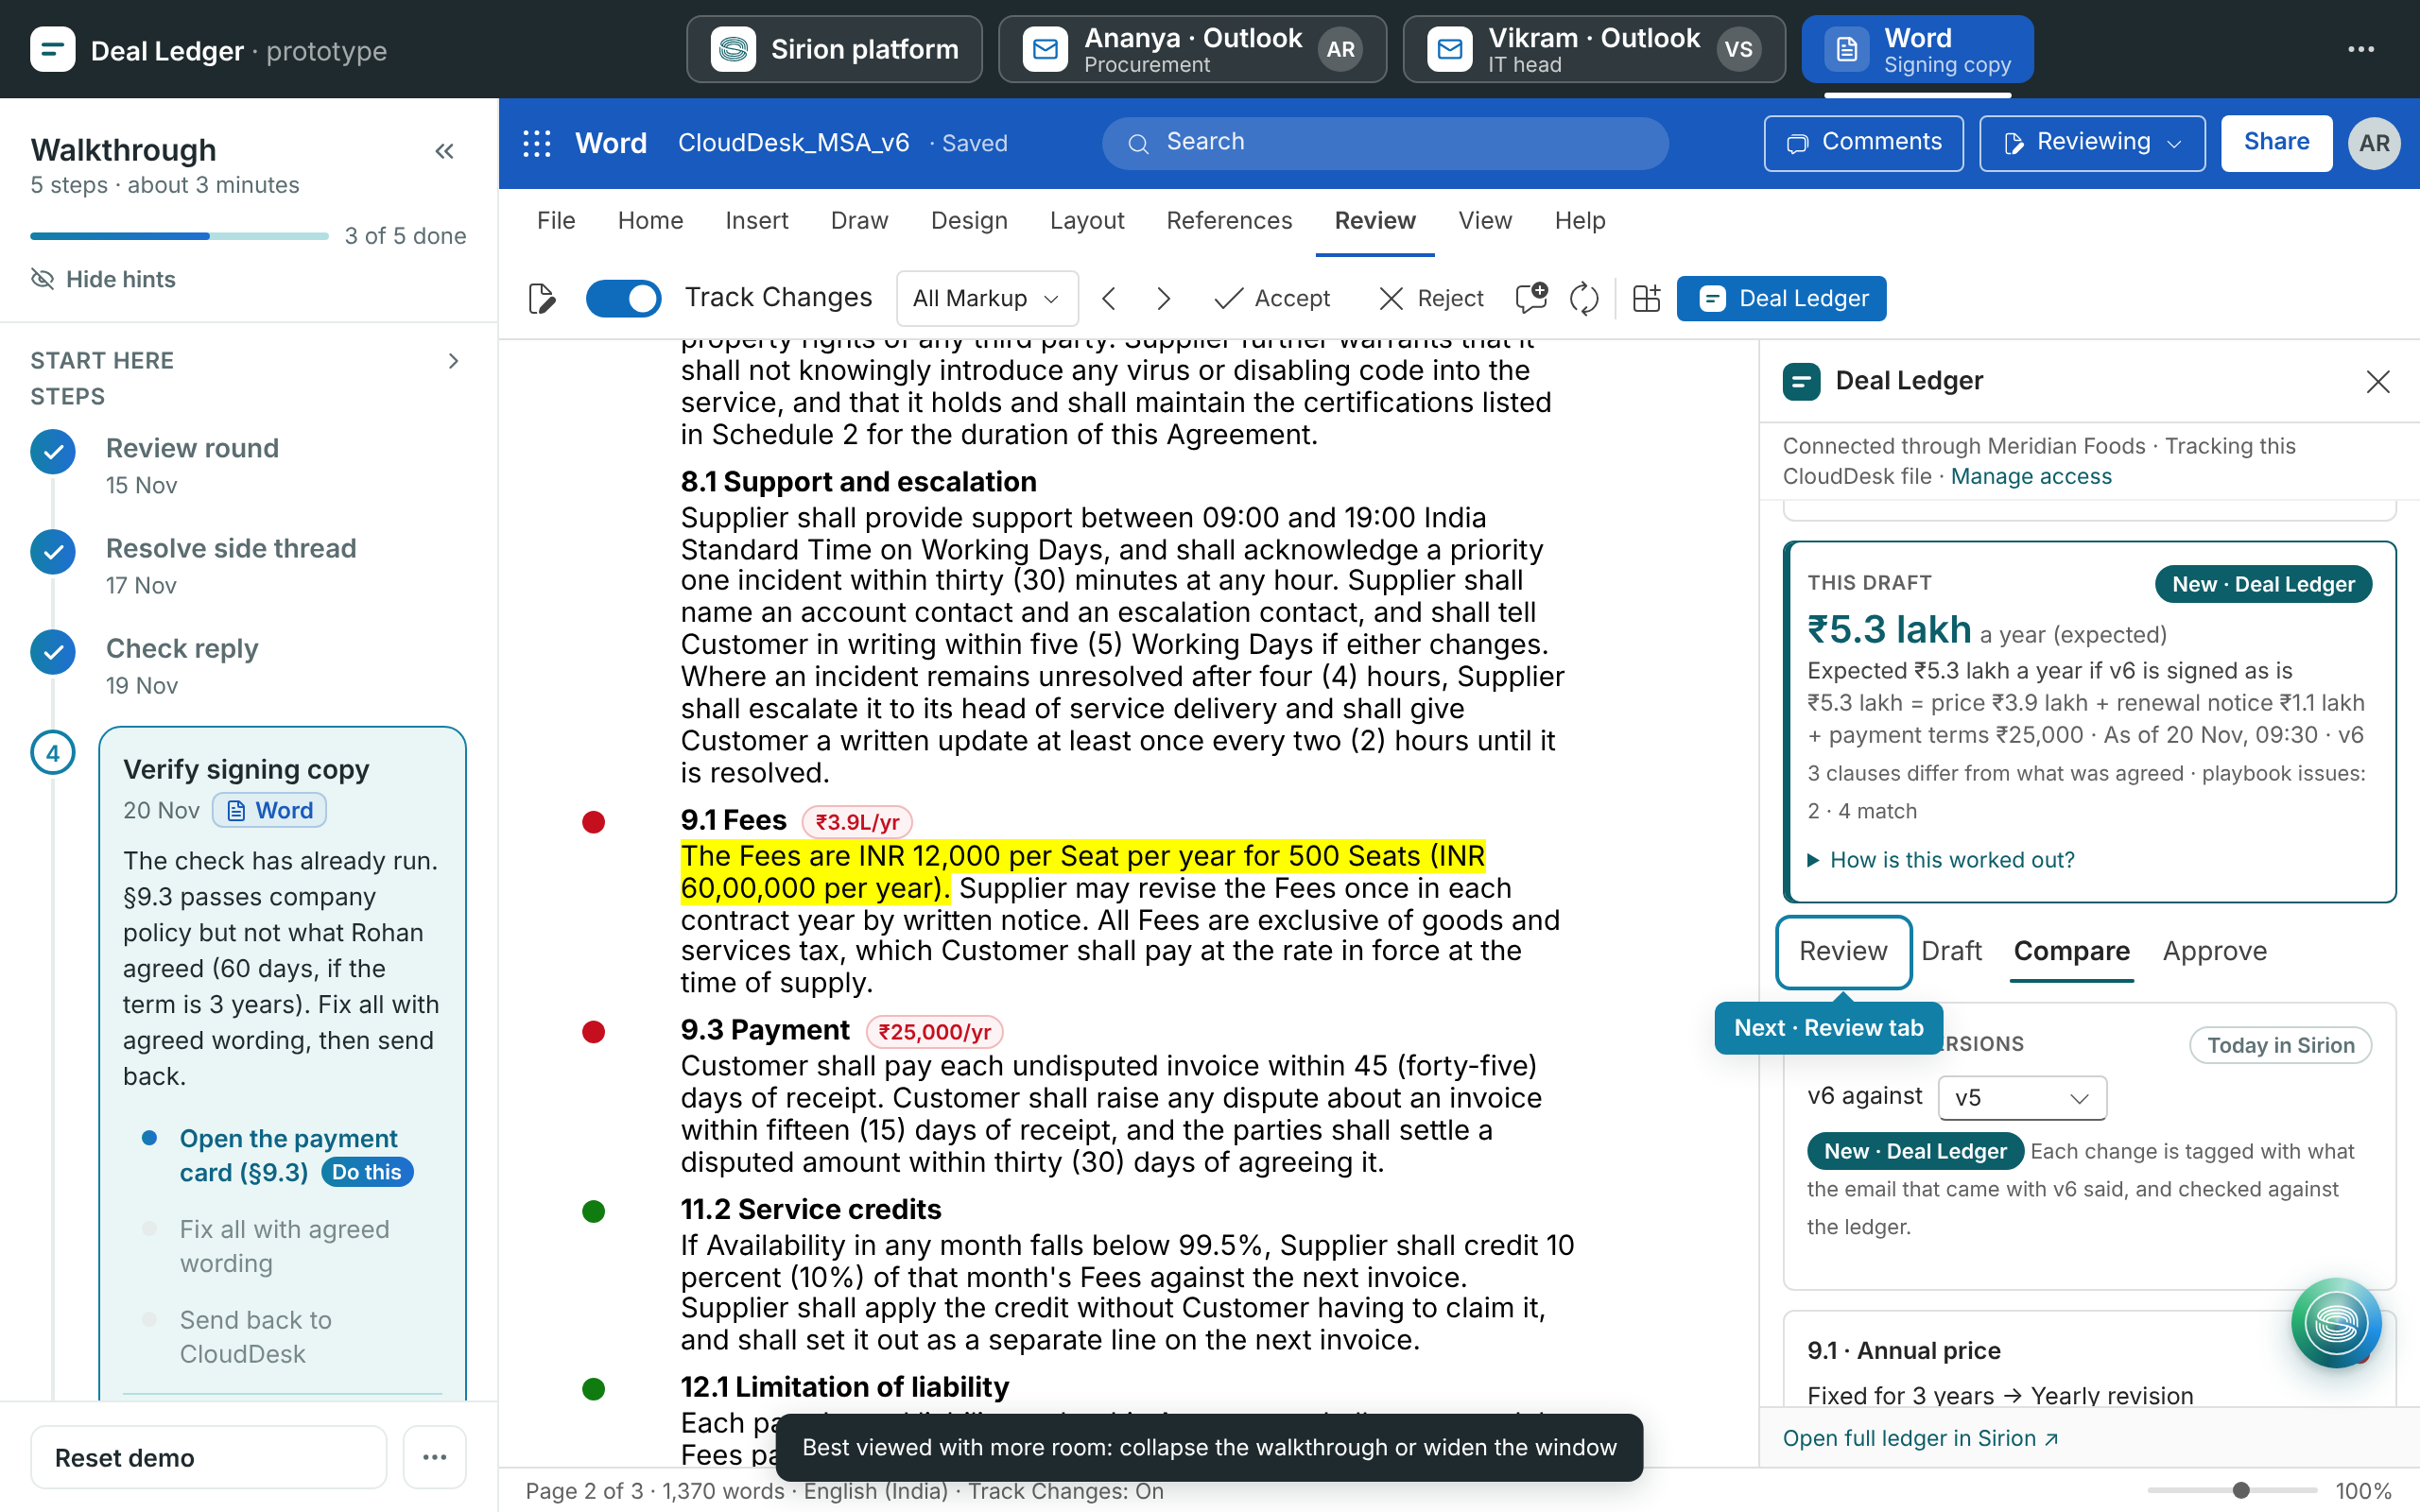 Deal Ledger · prototype
Sirion platform
Ananya · Outlook
Procurement
AR
Vikram · Outlook
IT head
VS
Word
Signing copy
Walkthrough
5 steps · about 3 minutes
3 of 5 done
Hide hints
START HERE
STEPS
Review round
15 Nov
Resolve side thread
17 Nov
Check reply
19 Nov
4
Verify signing copy
20 Nov
Word
The check has already run.
§9.3 passes company
policy but not what Rohan
agreed (60 days, if the
term is 3 years). Fix all with
agreed wording, then send
back.
Open the payment
card (§9.3) Do this
Fix all with agreed
wording
Send back to
CloudDesk
Reset demo
Word CloudDesk_MSA_v6 · Saved
Search
Comments
Reviewing
Share
AR
File Home Insert Draw Design Layout References Review View Help
Track Changes
All Markup
Accept
Reject
Deal Ledger
property rights of any third party. Supplier further warrants that it
shall not knowingly introduce any virus or disabling code into the
service, and that it holds and shall maintain the certifications listed
in Schedule 2 for the duration of this Agreement.
8.1 Support and escalation
Supplier shall provide support between 09:00 and 19:00 India
Standard Time on Working Days, and shall acknowledge a priority
one incident within thirty (30) minutes at any hour. Supplier shall
name an account contact and an escalation contact, and shall tell
Customer in writing within five (5) Working Days if either changes.
Where an incident remains unresolved after four (4) hours, Supplier
shall escalate it to its head of service delivery and shall give
Customer a written update at least once every two (2) hours until it
is resolved.
9.1 Fees ₹3.9L/yr
The Fees are INR 12,000 per Seat per year for 500 Seats (INR
60,00,000 per year). Supplier may revise the Fees once in each
contract year by written notice. All Fees are exclusive of goods and
services tax, which Customer shall pay at the rate in force at the
time of supply.
9.3 Payment ₹25,000/yr
Customer shall pay each undisputed invoice within 45 (forty-five)
days of receipt. Customer shall raise any dispute about an invoice
within fifteen (15) days of receipt, and the parties shall settle a
disputed amount within thirty (30) days of agreeing it.
11.2 Service credits
If Availability in any month falls below 99.5%, Supplier shall credit 10
percent (10%) of that month's Fees against the next invoice.
Supplier shall apply the credit without Customer having to claim it,
and shall set it out as a separate line on the next invoice.
12.1 Limitation of liability
Each
Fees
Best viewed with more room: collapse the walkthrough or widen the window
Page 2 of 3 · 1,370 words · English (India) · Track Changes: On
Deal Ledger
Connected through Meridian Foods · Tracking this
CloudDesk file · Manage access
THIS DRAFT
New · Deal Ledger
₹5.3 lakh a year (expected)
Expected ₹5.3 lakh a year if v6 is signed as is
₹5.3 lakh = price ₹3.9 lakh + renewal notice ₹1.1 lakh
+ payment terms ₹25,000 · As of 20 Nov, 09:30 · v6
3 clauses differ from what was agreed · playbook issues:
2 · 4 match
How is this worked out?
Review Draft Compare Approve
Next · Review tab
RSIONS
Today in Sirion
v6 against v5
New · Deal Ledger Each change is tagged with what
the email that came with v6 said, and checked against
the ledger.
9.1 · Annual price
Fixed for 3 years → Yearly revision
Open full ledger in Sirion ↗
100%